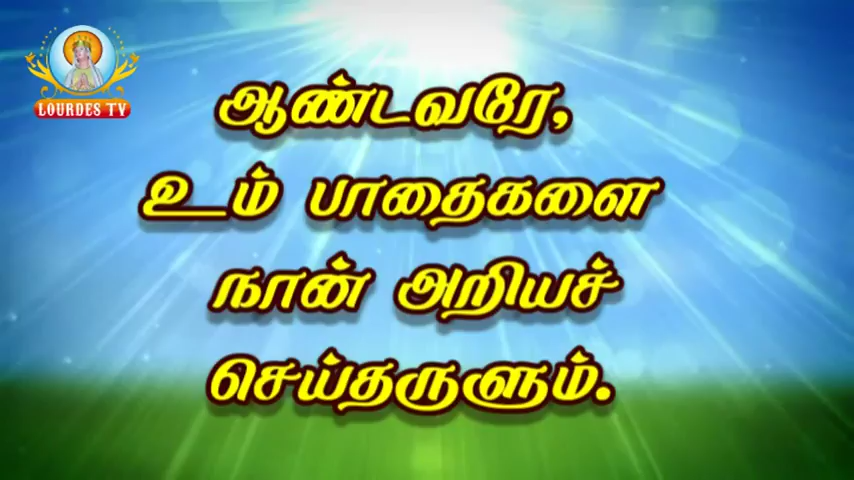 LOURDES TV
ஆண்டவரே,
உம் பாதைகளை
நான் அறியச்
செய்தருளும்.